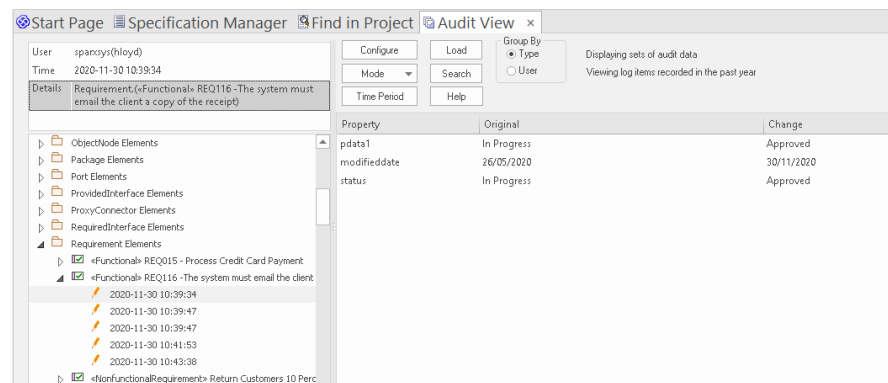 Start Page Specification Manager Find in Project Audit View ×
User sparxsys(hloyd)
Time 2020-11-30 10:39:34
Details Requirement.(«Functional» REQ116 -The system must
email the client a copy of the receipt)
Configure Load
Mode Search
Time Period Help
Group By
Type
User
Displaying sets of audit data
Viewing log items recorded in the past year
Property Original Change
pdata1 In Progress Approved
modifieddate 26/05/2020 30/11/2020
status In Progress Approved
ObjectNode Elements
Package Elements
Port Elements
ProvidedInterface Elements
ProxyConnector Elements
RequiredInterface Elements
Requirement Elements
«Functional» REQ015 - Process Credit Card Payment
«Functional» REQ116 -The system must email the client
2020-11-30 10:39:34
2020-11-30 10:39:47
2020-11-30 10:39:47
2020-11-30 10:41:53
2020-11-30 10:43:38
«NonfunctionalRequirement» Return Customers 10 Perc